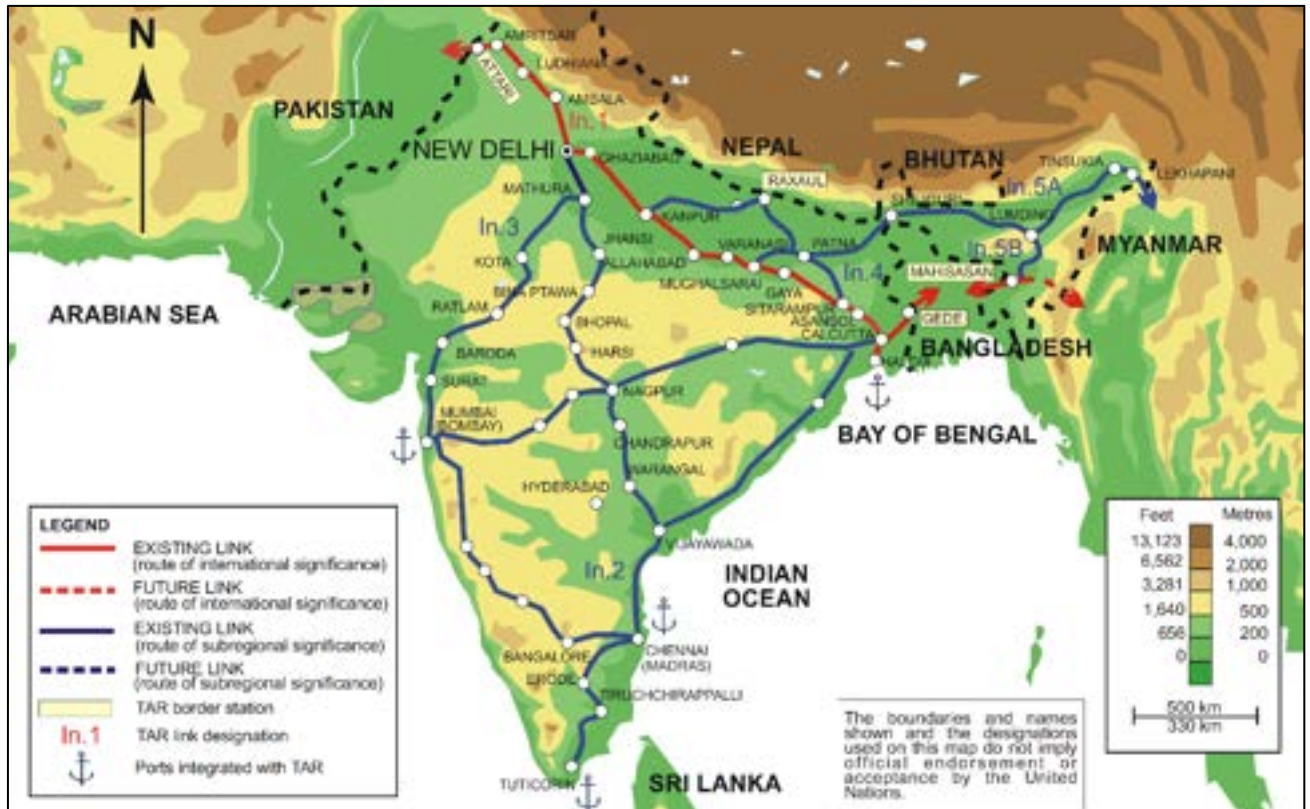 N
AMRITSAR
ATTARI
LUDHIANA
PAKISTAN
AMBALA
In.1
NEW DELHI
GHAZIABAD
NEPAL
BHUTAN
TINSUKIA
LEKHAPANI
In.5A
MATHURA
RAXAUL
SILIGURI
LUMDING
KANPUR
In.3
JHANSI
VARANASI
PATNA
In.5B
MYANMAR
KOTA
ALLAHABAD
MUGHALSARAI
In.4
MAHISASAN
ARABIAN SEA
RATLAM
BINA PTAWA
GAYA
SITARAMPUR
ASANSOL
GEDE
BHOPAL
CALCUTTA
BANGLADESH
BARODA
HARSI
SURAT
NAGPUR
MUMBAI
(BOMBAY)
BAY OF BENGAL
CHANDRAPUR
WARANGAL
HYDERABAD
VIJAYAWADA
In.2
INDIAN
OCEAN
BANGALORE
CHENNAI
(MADRAS)
ERODE
TIRUCHCHIRAPPALLI
TUTICORIN
SRI LANKA
LEGEND
EXISTING LINK
(route of international significance)
FUTURE LINK
(route of international significance)
EXISTING LINK
(route of subregional significance)
FUTURE LINK
(route of subregional significance)
TAR border station
In.1 TAR link designation
Ports integrated with TAR
The boundaries and names
shown and the designations
used on this map do not imply
official endorsement or
acceptance by the United
Nations.
Feet Metres
13,123 4,000
6,562 2,000
3,281 1,000
1,640 500
656 200
0 0
500 km
330 km